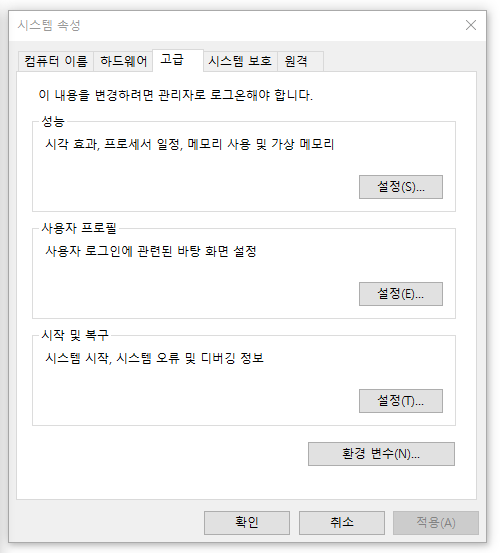 시스템 속성
컴퓨터 이름 하드웨어 고급 시스템 보호 원격
이 내용을 변경하려면 관리자로 로그온해야 합니다.
성능
시각 효과, 프로세서 일정, 메모리 사용 및 가상 메모리
설정(S)...
사용자 프로필
사용자 로그인에 관련된 바탕 화면 설정
설정(E)...
시작 및 복구
시스템 시작, 시스템 오류 및 디버깅 정보
설정(T)...
환경 변수(N)...
확인 취소 적용(A)